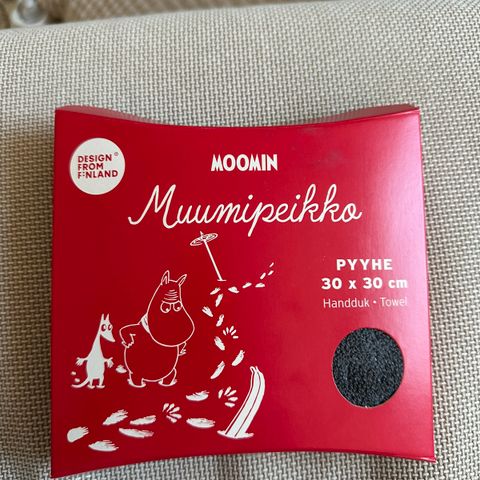 DESIGN
FROM
FINLAND
MOOMIN
Muumipeikko
PYYHE
30 x 30 cm
Handduk • Towel